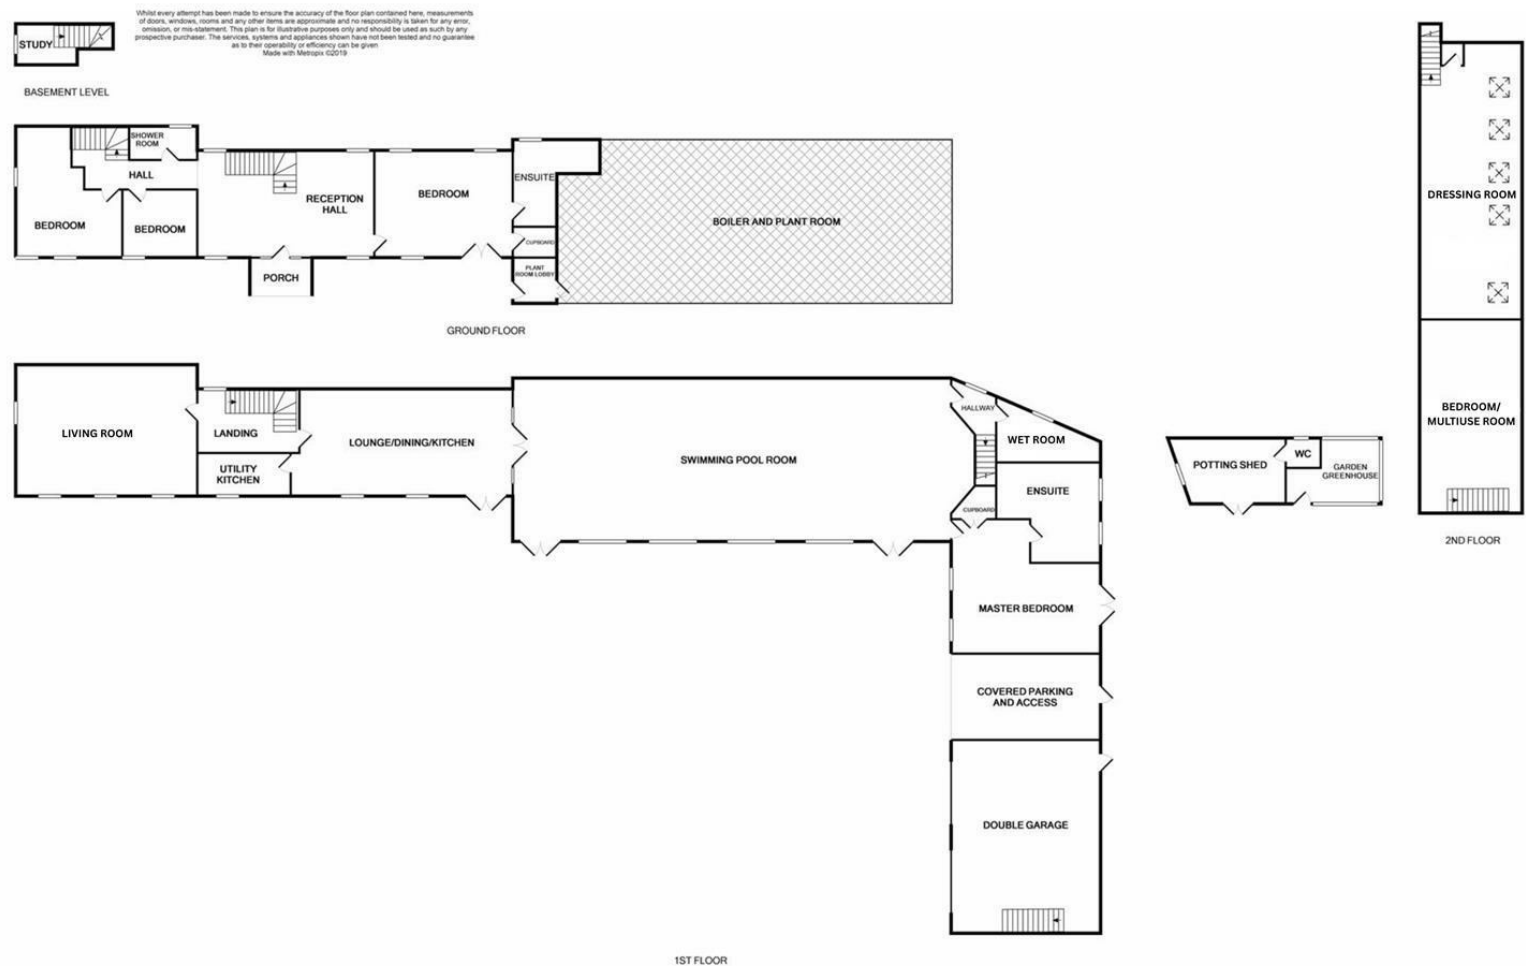 Whilst every attempt has been made to ensure the accuracy of the floor plan contained here, measurements
of doors, windows, rooms and any other items are approximate and no responsibility is taken for any error,
omission, or mis-statement. This plan is for illustrative purposes only and should be used as such by any
prospective purchaser. The services, systems and appliances shown have not been tested and no guarantee
as to their operability or efficiency can be given
Made with Metropix ©2019
STUDY
BASEMENT LEVEL
SHOWER
ROOM
HALL
BEDROOM
BEDROOM
RECEPTION
HALL
PORCH
BEDROOM
ENSUITE
CUPBOARD
PLANT
ROOM LOBBY
BOILER AND PLANT ROOM
GROUND FLOOR
LIVING ROOM
LANDING
UTILITY
KITCHEN
LOUNGE/DINING/KITCHEN
SWIMMING POOL ROOM
HALLWAY
WET ROOM
ENSUITE
CUPBOARD
MASTER BEDROOM
COVERED PARKING
AND ACCESS
DOUBLE GARAGE
1ST FLOOR
POTTING SHED
WC
GARDEN
GREENHOUSE
DRESSING ROOM
BEDROOM/
MULTIUSE ROOM
2ND FLOOR